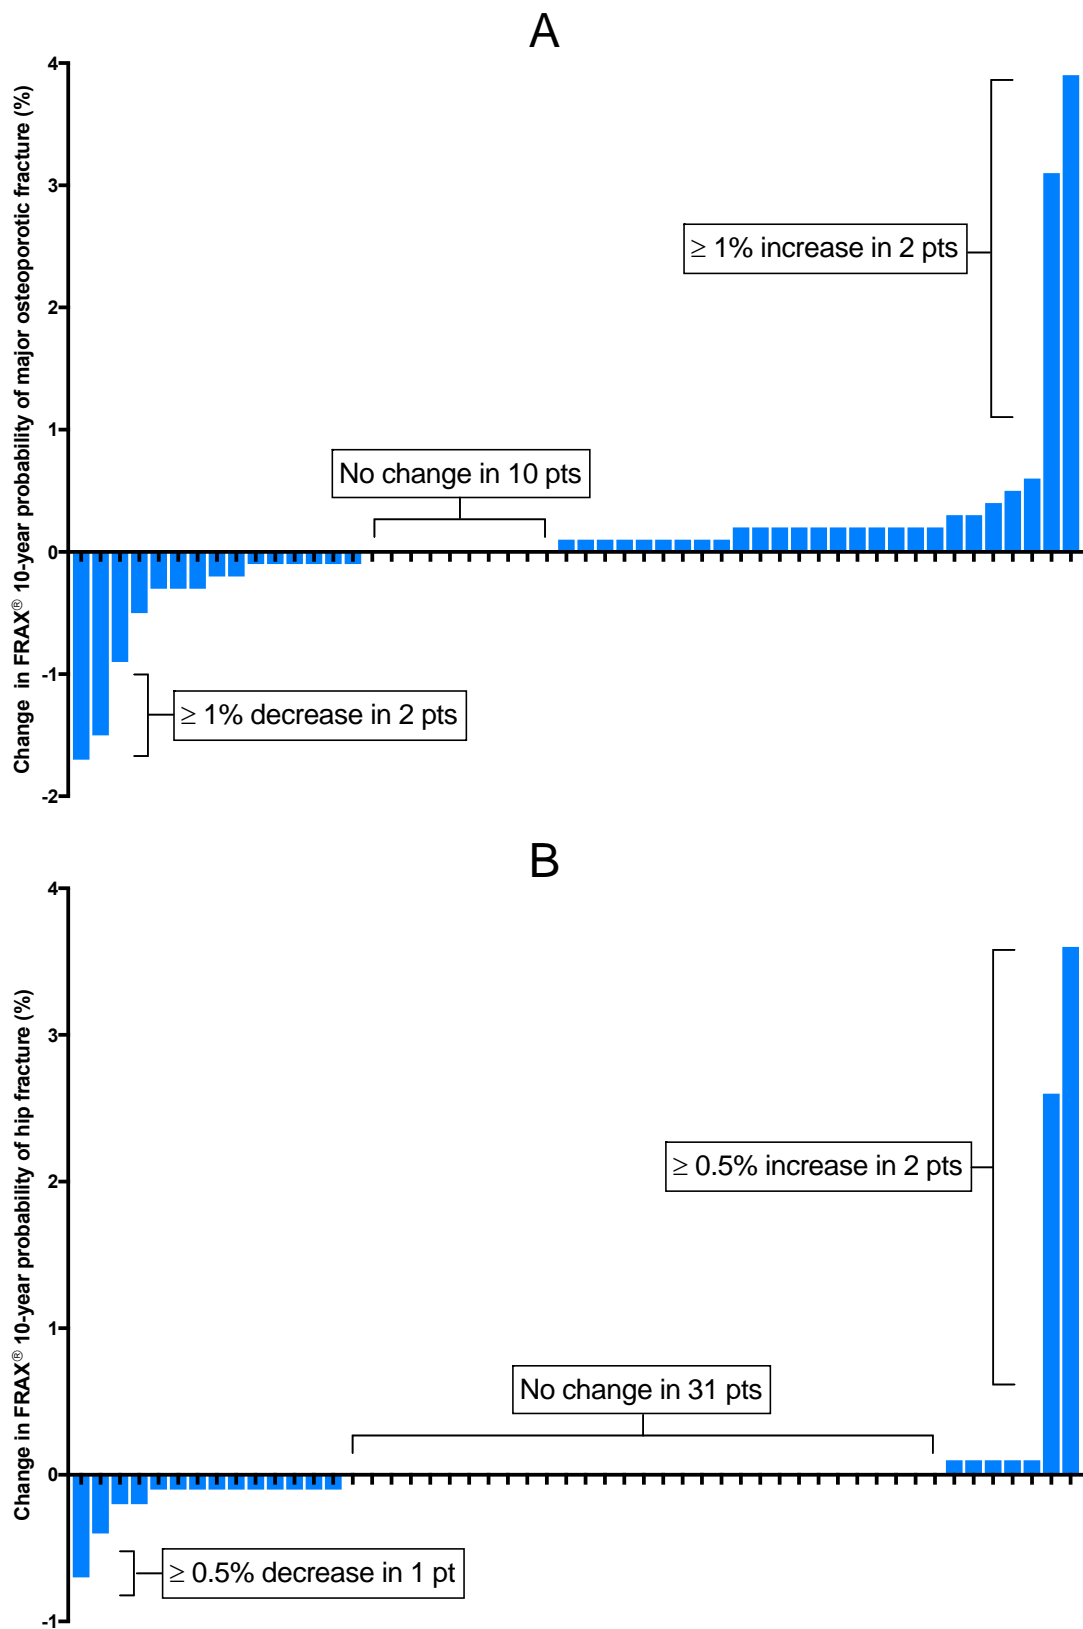 A
Change in FRAX® 10-year probability of major osteoporotic fracture (%)
4
3
2
1
0
-1
-2
≥ 1% increase in 2 pts
No change in 10 pts
≥ 1% decrease in 2 pts
B
Change in FRAX® 10-year probability of hip fracture (%)
4
3
2
1
0
-1
≥ 0.5% increase in 2 pts
No change in 31 pts
≥ 0.5% decrease in 1 pt